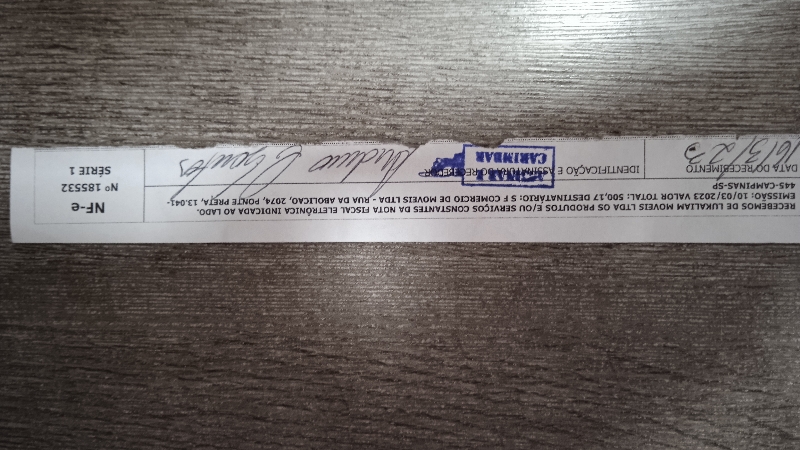 RECEBEMOS DE LUKALIAM MOVEIS LTDA OS PRODUTOS E/OU SERVIÇOS CONSTANTES DA NOTA FISCAL ELETRÔNICA INDICADA AO LADO.
EMISSÃO: 10/03/2023 VALOR TOTAL: 500,17 DESTINATÁRIO: S F COMERCIO DE MOVEIS LTDA - RUA DA ABOLICAO, 2074, PONTE PRETA, 13.041-
445-CAMPINAS-SP
DATA DO RECEBIMENTO
16/3/23
IDENTIFICAÇÃO E ASSINATURA DO RECEBEDOR
CARIMBAR
NF-e
Nº 185532
SÉRIE 1